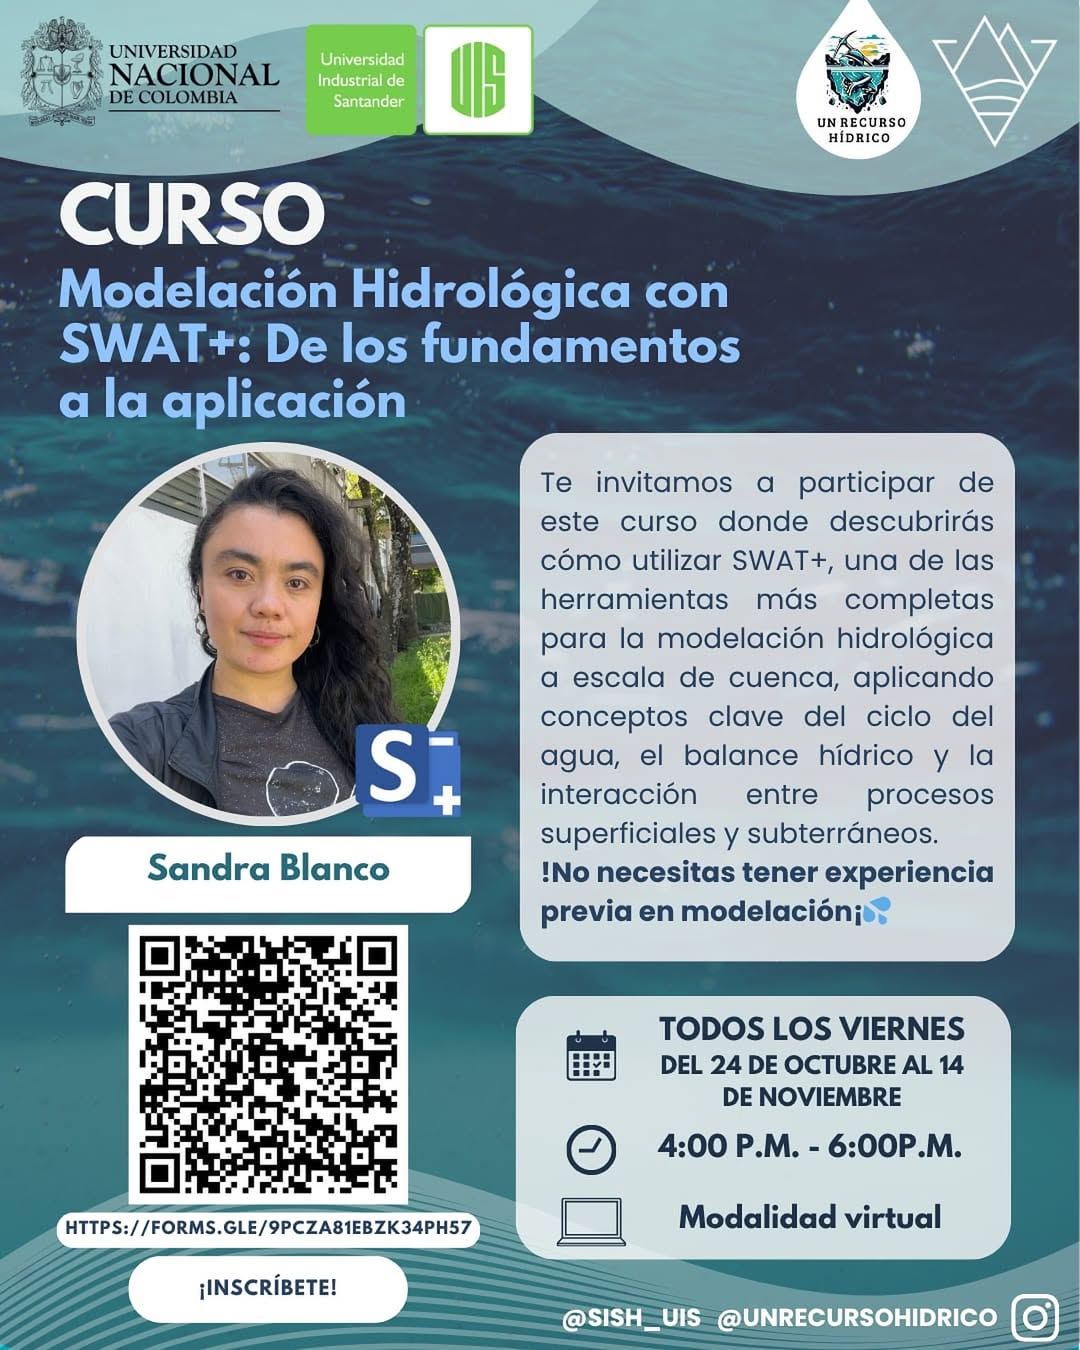 UNIVERSIDAD
NACIONAL
DE COLOMBIA
Universidad
Industrial de
Santander
UIS
UN RECURSO
HÍDRICO
CURSO
Modelación Hidrológica con
SWAT+: De los fundamentos
a la aplicación
Te invitamos a participar de
este curso donde descubrirás
cómo utilizar SWAT+, una de las
herramientas más completas
para la modelación hidrológica
a escala de cuenca, aplicando
conceptos clave del ciclo del
agua, el balance hídrico y la
interacción entre procesos
superficiales y subterráneos.
!No necesitas tener experiencia
previa en modelación¡💦
S
Sandra Blanco
HTTPS://FORMS.GLE/9PCZA81EBZK34PH57
¡INSCRÍBETE!
TODOS LOS VIERNES
DEL 24 DE OCTUBRE AL 14
DE NOVIEMBRE
4:00 P.M. - 6:00P.M.
Modalidad virtual
@SISH_UIS @UNRECURSOHIDRICO